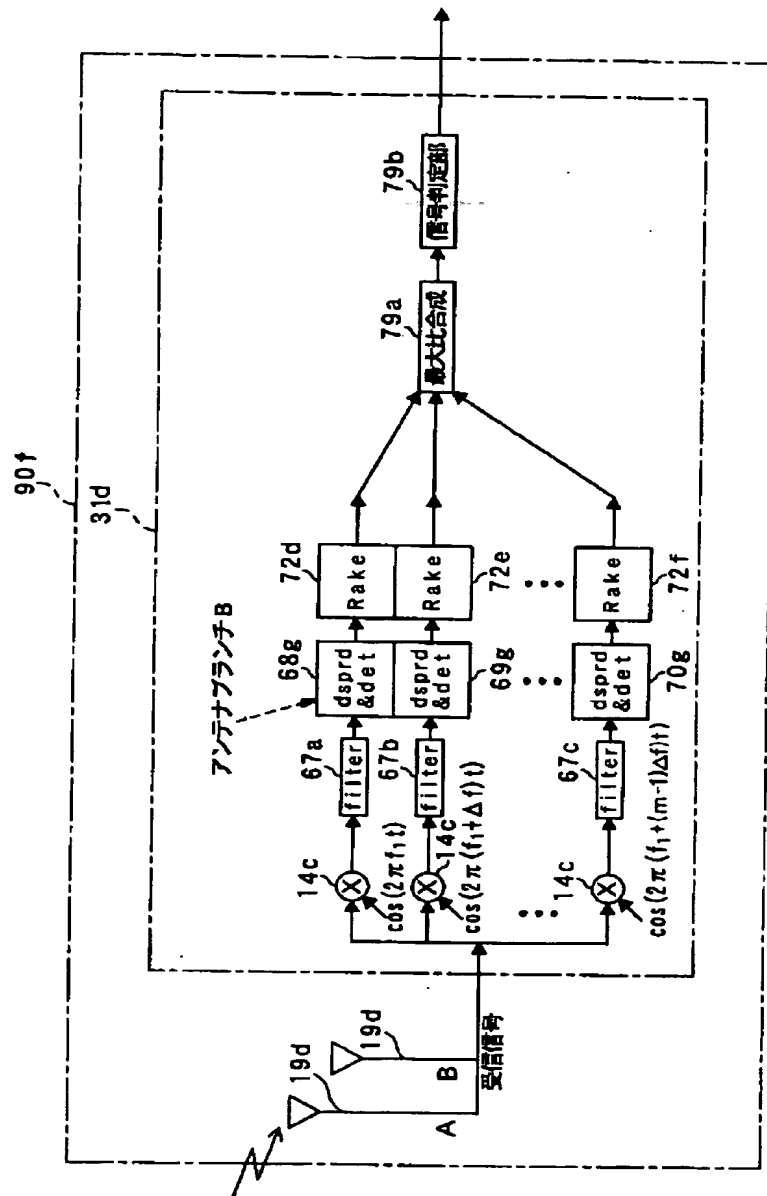 90f
31d
19d
19d
A
B
受信信号
アンテナブランチB
14c
cos(2πf₁t)
67a
filter
68g
dsprd
&det
72d
Rake
14c
cos(2π(f₁+Δf)t)
67b
filter
69g
dsprd
&det
72e
Rake
14c
cos(2π(f₁+(m-1)Δf)t)
67c
filter
70g
dsprd
&det
72f
Rake
79a
最大比合成
79b
信号判定部